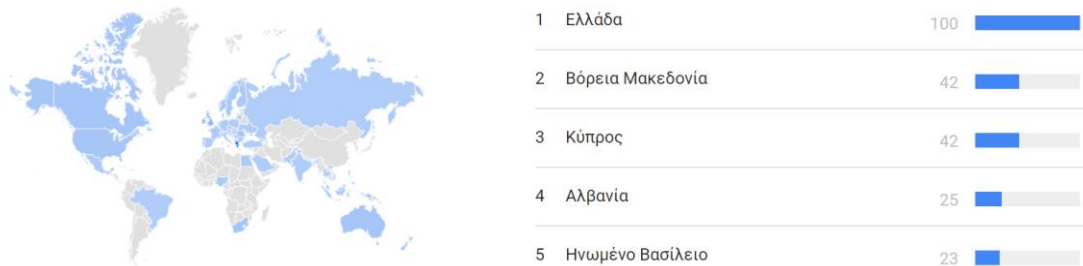 1 Ελλάδα 100
2 Βόρεια Μακεδονία 42
3 Κύπρος 42
4 Αλβανία 25
5 Ηνωμένο Βασίλειο 23